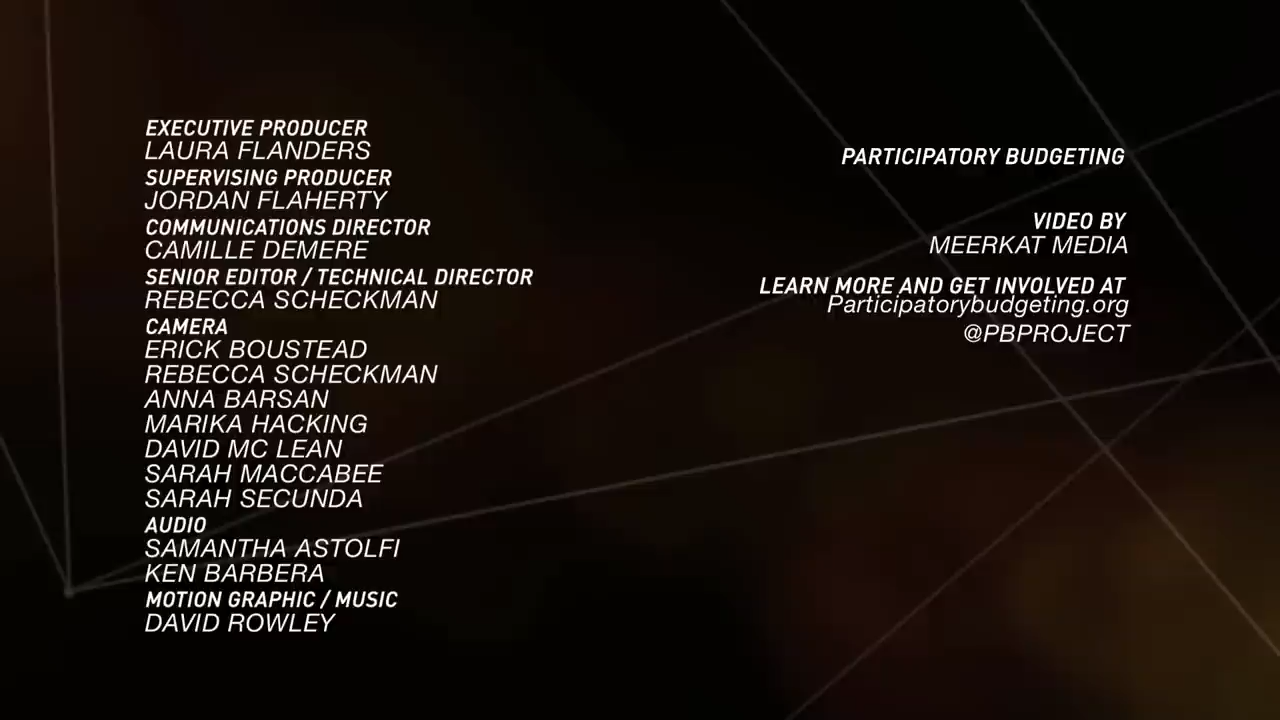 EXECUTIVE PRODUCER
LAURA FLANDERS
SUPERVISING PRODUCER
JORDAN FLAHERTY
COMMUNICATIONS DIRECTOR
CAMILLE DEMERE
SENIOR EDITOR / TECHNICAL DIRECTOR
REBECCA SCHECKMAN
CAMERA
ERICK BOUSTEAD
REBECCA SCHECKMAN
ANNA BARSAN
MARIKA HACKING
DAVID MC LEAN
SARAH MACCABEE
SARAH SECUNDA
AUDIO
SAMANTHA ASTOLFI
KEN BARBERA
MOTION GRAPHIC / MUSIC
DAVID ROWLEY
PARTICIPATORY BUDGETING
VIDEO BY
MEERKAT MEDIA
LEARN MORE AND GET INVOLVED AT
Participatorybudgeting.org
@PBPROJECT